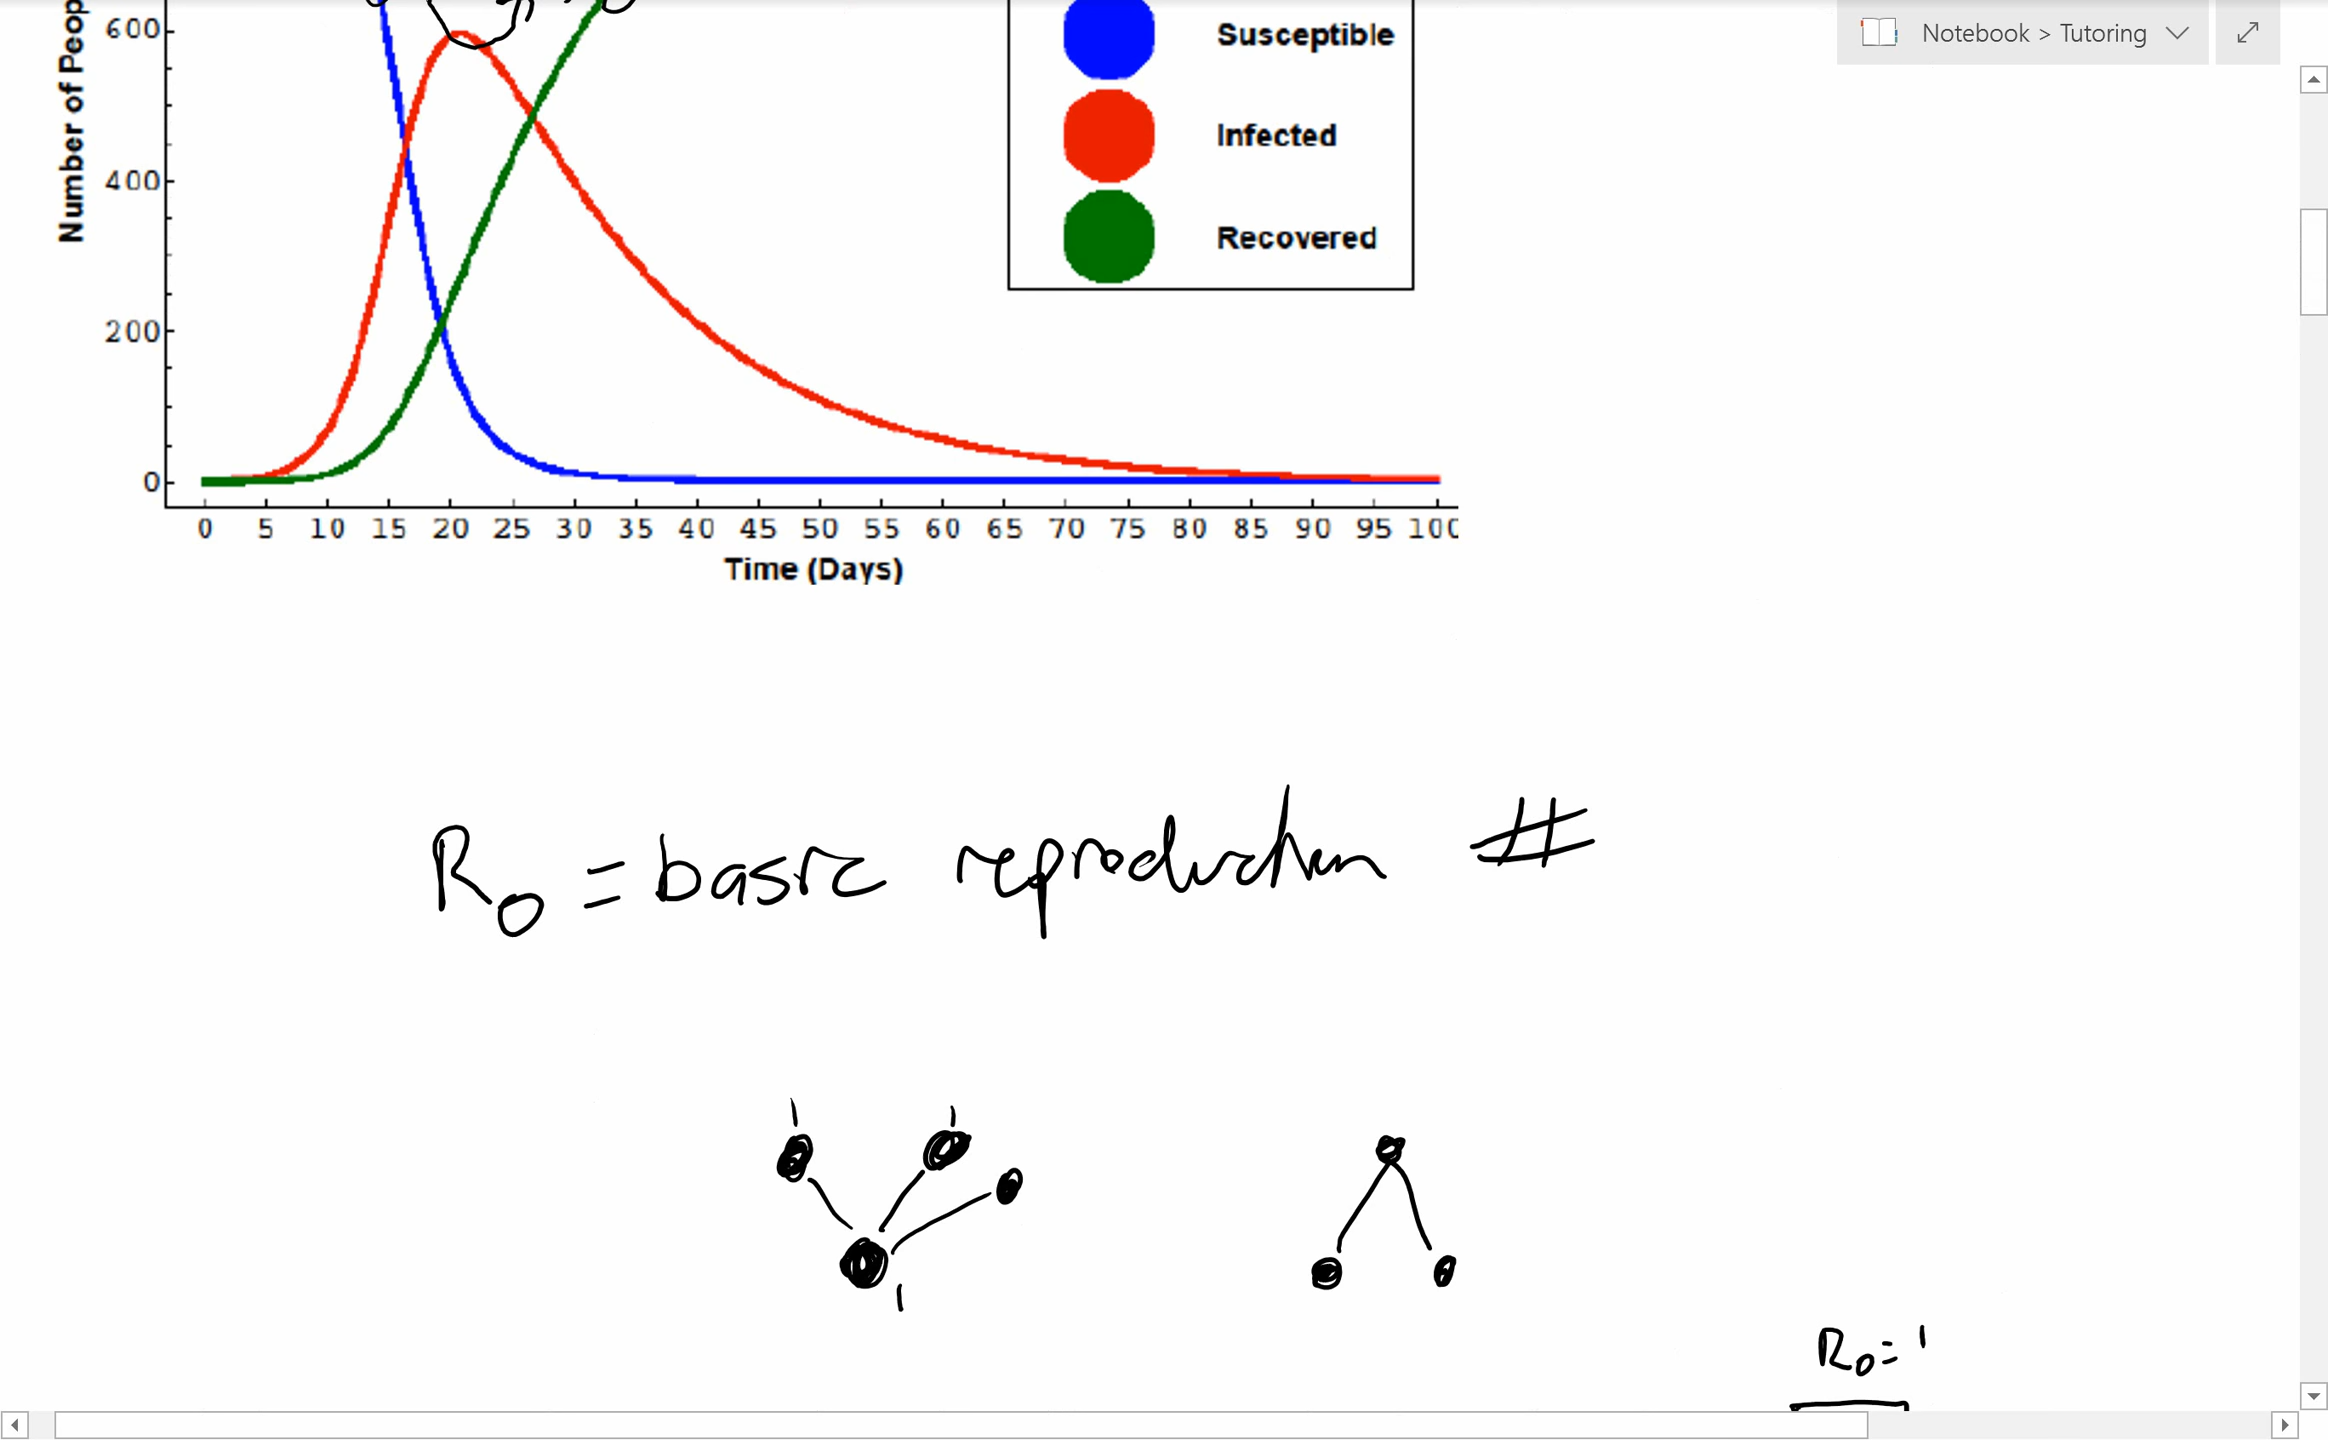 Notebook > Tutoring
Number of Peop
600
400
200
0
Susceptible
Infected
Recovered
0 5 10 15 20 25 30 35 40 45 50 55 60 65 70 75 80 85 90 95 100
Time (Days)
R₀ = basic reproduction #
R₀ = 1